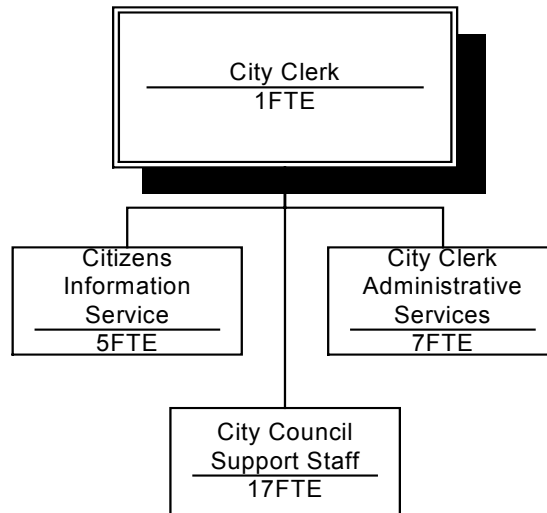 City Clerk
1FTE
Citizens
Information
Service
5FTE
City Clerk
Administrative
Services
7FTE
City Council
Support Staff
17FTE